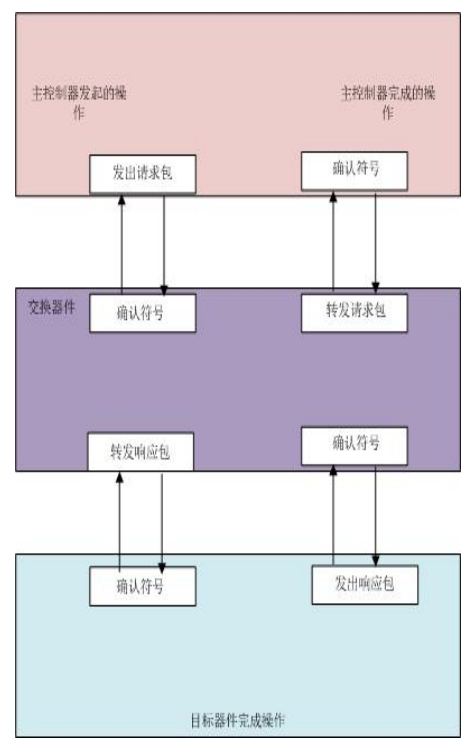 主控制器发起的操
作
主控制器完成的操
作
发出请求包
确认符号
交换器件
确认符号
转发请求包
转发响应包
确认符号
确认符号
发出响应包
目标器件完成操作